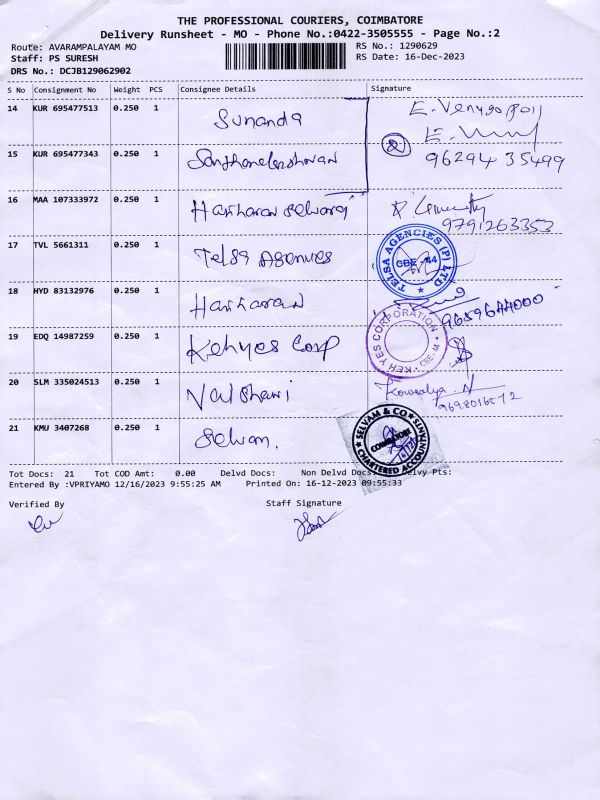 THE PROFESSIONAL COURIERS, COIMBATORE
Delivery Runsheet - MO - Phone No.:0422-3505555 - Page No.:2
Route: AVARAMPALAYAM MO
RS No.: 1290629
Staff: PS SURESH
RS Date: 16-Dec-2023
DRS No.: DCJB129062902
S No Consignment No Weight PCS Consignee Details Signature
14 KUR 695477513 0.250 1 Sunanda
15 KUR 695477343 0.250 1
2
96294 35499
16 MAA 107333972 0.250 1 Hariharan Selvaraj
9791263352
17 TVL 5661311 0.250 1 Telsa Agencies
TELSA AGENCIES (P) LTD
CBE - 44
18 HYD 83132976 0.250 1 Hariharan
9659644000
19 EDQ 14987259 0.250 1 Kehyes Corp
KEH YES CORPORATION
CBE-44
20 SLM 335024513 0.250 1 Vaishnavi Kowsalya. N
21 KMU 3407268 0.250 1 Selvam.
SELVAM & CO
COIMBATORE
CHARTERED ACCOUNTANTS
Tot Docs: 21 Tot COD Amt: 0.00 Delvd Docs: Non Delvd Docs:
Entered By :VPRIYAMO 12/16/2023 9:55:25 AM Printed On: 16-12-2023 09:55:33
Verified By Staff Signature